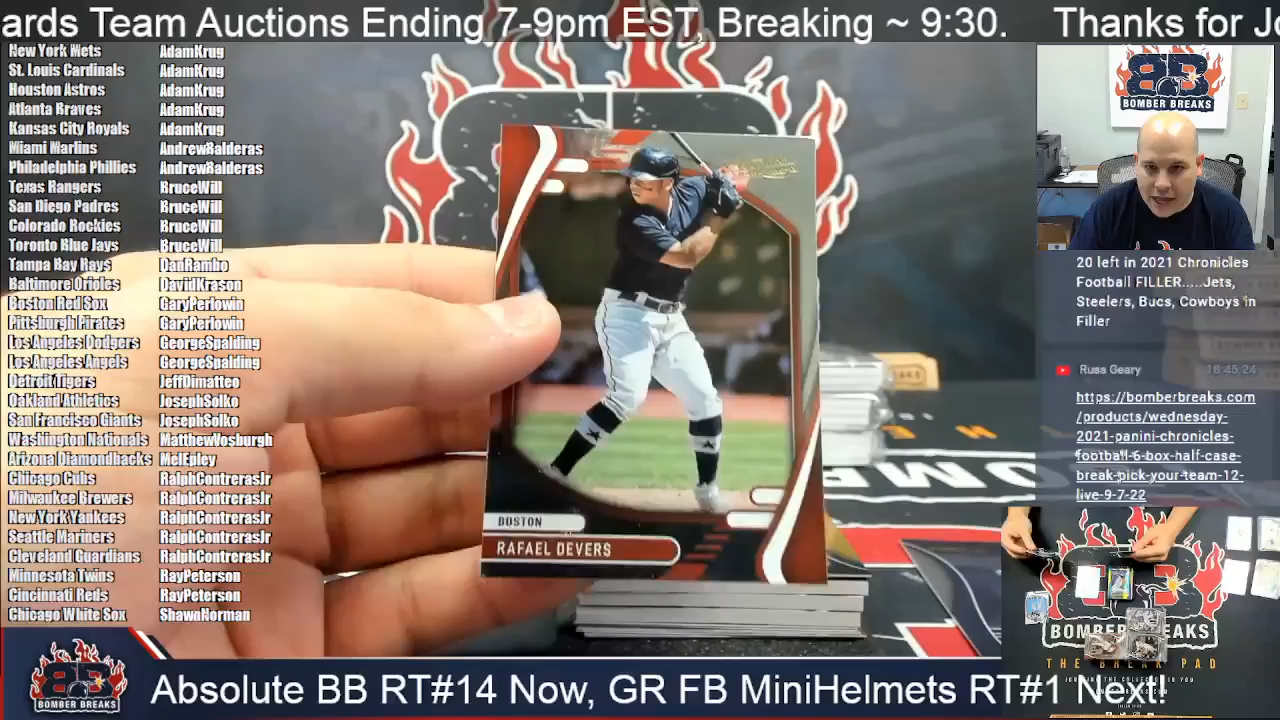 ards Team Auctions Ending 7-9pm EST, Breaking ~ 9:30. Thanks for Jo
New York Mets AdamKrug
St. Louis Cardinals AdamKrug
Houston Astros AdamKrug
Atlanta Braves AdamKrug
Kansas City Royals AdamKrug
Miami Marlins AndrewBalderas
Philadelphia Phillies AndrewBalderas
Texas Rangers BruceWill
San Diego Padres BruceWill
Colorado Rockies BruceWill
Toronto Blue Jays BruceWill
Tampa Bay Rays DanRambo
Baltimore Orioles DavidKrason
Boston Red Sox GaryPerlowin
Pittsburgh Pirates GaryPerlowin
Los Angeles Dodgers GeorgeSpalding
Los Angeles Angels GeorgeSpalding
Detroit Tigers JeffDimatteo
Oakland Athletics JosephSolko
San Francisco Giants JosephSolko
Washington Nationals MatthewVosburgh
Arizona Diamondbacks MelEpley
Chicago Cubs RalphContrerasJr
Milwaukee Brewers RalphContrerasJr
New York Yankees RalphContrerasJr
Seattle Mariners RalphContrerasJr
Cleveland Guardians RalphContrerasJr
Minnesota Twins RayPeterson
Cincinnati Reds RayPeterson
Chicago White Sox ShawnNorman
BOSTON
RAFAEL DEVERS
BB
BOMBER BREAKS
20 left in 2021 Chronicles
Football FILLER.....Jets,
Steelers, Bucs, Cowboys in
Filler
Russ Geary 18:45:24
https://bomberbreaks.com
/products/wednesday-
2021-panini-chronicles-
football-6-box-half-case-
break-pick-your-team-12-
live-9-7-22
BOMBER BREAKS
THE BREAK PAD
BB
BOMBER BREAKS
Absolute BB RT#14 Now, GR FB MiniHelmets RT#1 Next!